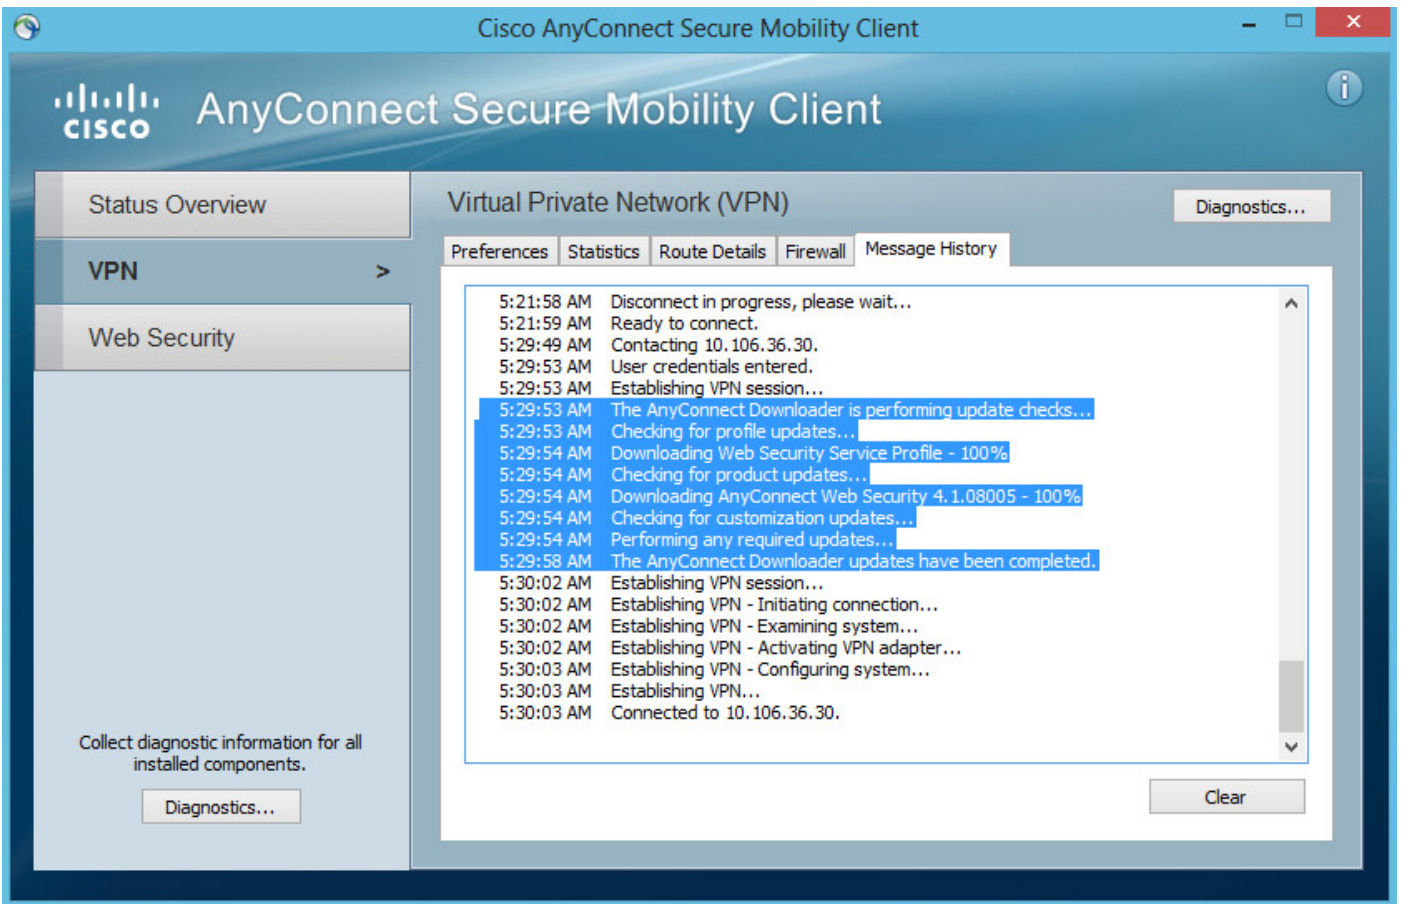 Cisco AnyConnect Secure Mobility Client
CISCO
AnyConnect Secure Mobility Client
Status Overview
VPN >
Web Security
Collect diagnostic information for all
installed components.
Diagnostics...
Virtual Private Network (VPN)
Diagnostics...
Preferences Statistics Route Details Firewall Message History
5:21:58 AM Disconnect in progress, please wait...
5:21:59 AM Ready to connect.
5:29:49 AM Contacting 10.106.36.30.
5:29:53 AM User credentials entered.
5:29:53 AM Establishing VPN session...
5:29:53 AM The AnyConnect Downloader is performing update checks...
5:29:53 AM Checking for profile updates...
5:29:54 AM Downloading Web Security Service Profile - 100%
5:29:54 AM Checking for product updates...
5:29:54 AM Downloading AnyConnect Web Security 4.1.08005 - 100%
5:29:54 AM Checking for customization updates...
5:29:54 AM Performing any required updates...
5:29:58 AM The AnyConnect Downloader updates have been completed.
5:30:02 AM Establishing VPN session...
5:30:02 AM Establishing VPN - Initiating connection...
5:30:02 AM Establishing VPN - Examining system...
5:30:02 AM Establishing VPN - Activating VPN adapter...
5:30:03 AM Establishing VPN - Configuring system...
5:30:03 AM Establishing VPN...
5:30:03 AM Connected to 10.106.36.30.
Clear